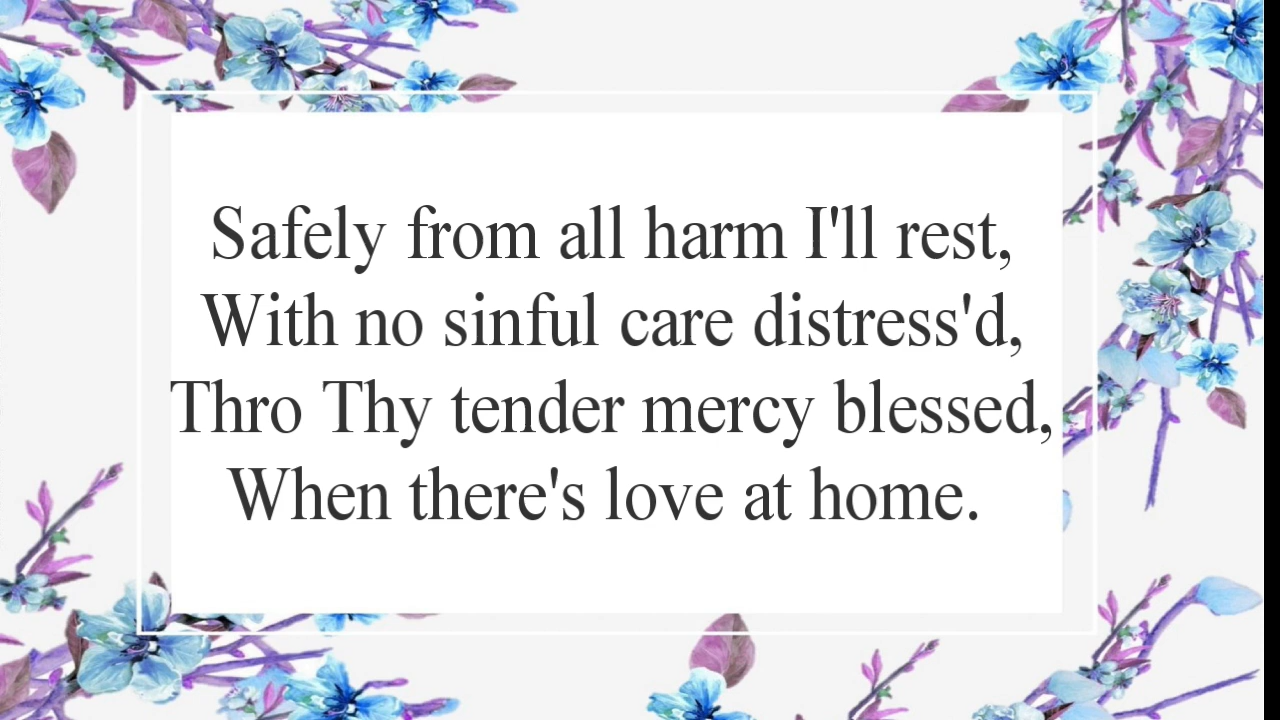 Safely from all harm I'll rest,
With no sinful care distress'd,
Thro Thy tender mercy blessed,
When there's love at home.